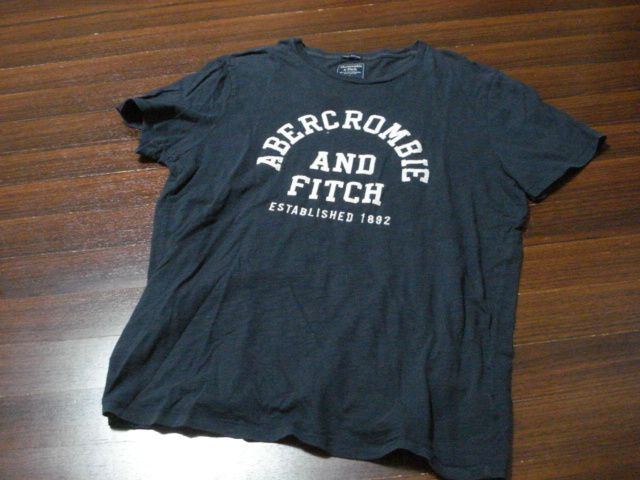 ABERCROMBIE
AND
FITCH
ESTABLISHED 1892